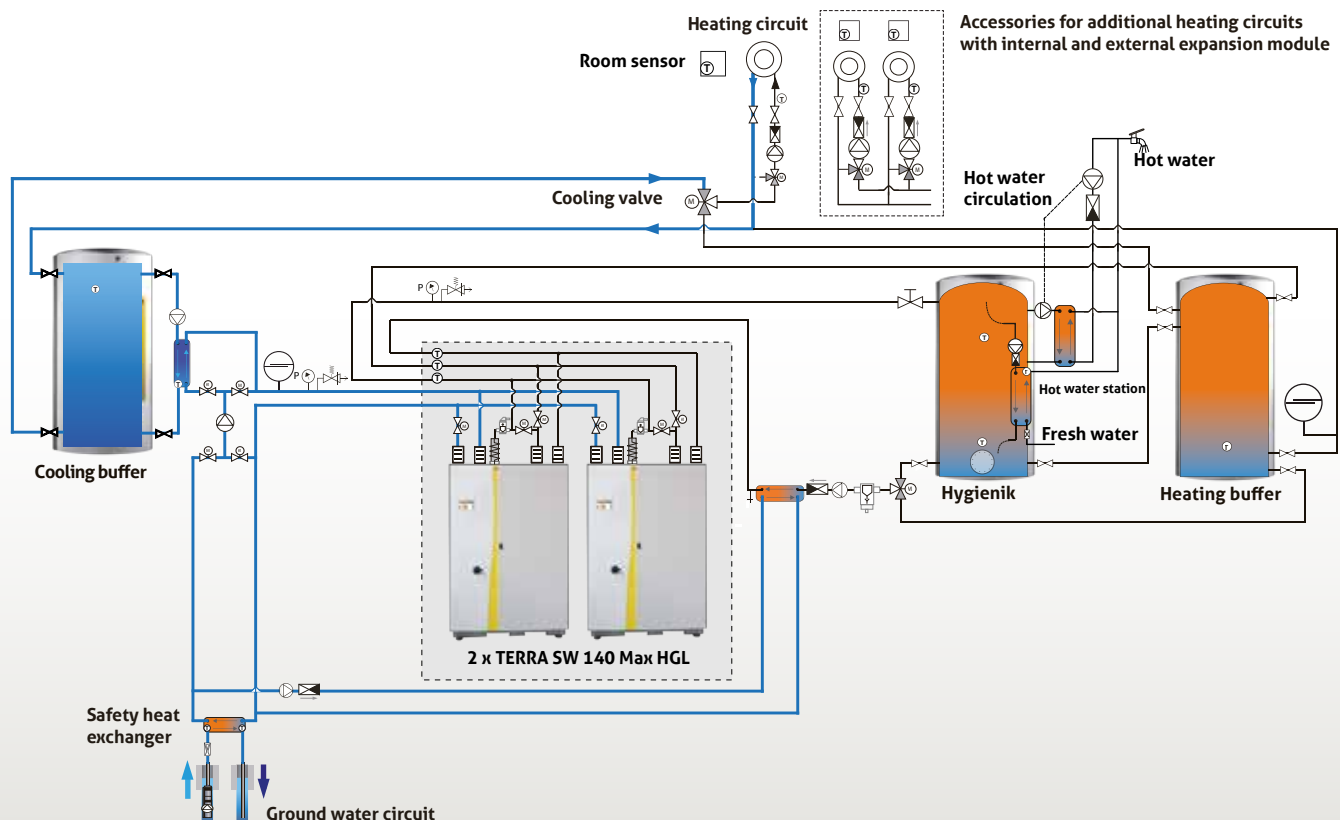 Heating circuit
Accessories for additional heating circuits
with internal and external expansion module
Room sensor
T
T
T
T
T
T
M
M
M
Hot water
Hot water
circulation
Cooling valve
M
T
P
P
T
T
T
T
T
M
M
M
M
M
M
M
M
M
M
T
T
Hot water station
Fresh water
T
T
Cooling buffer
Hygienik
Heating buffer
M
2 x TERRA SW 140 Max HGL
Safety heat
exchanger
T
T
Ground water circuit